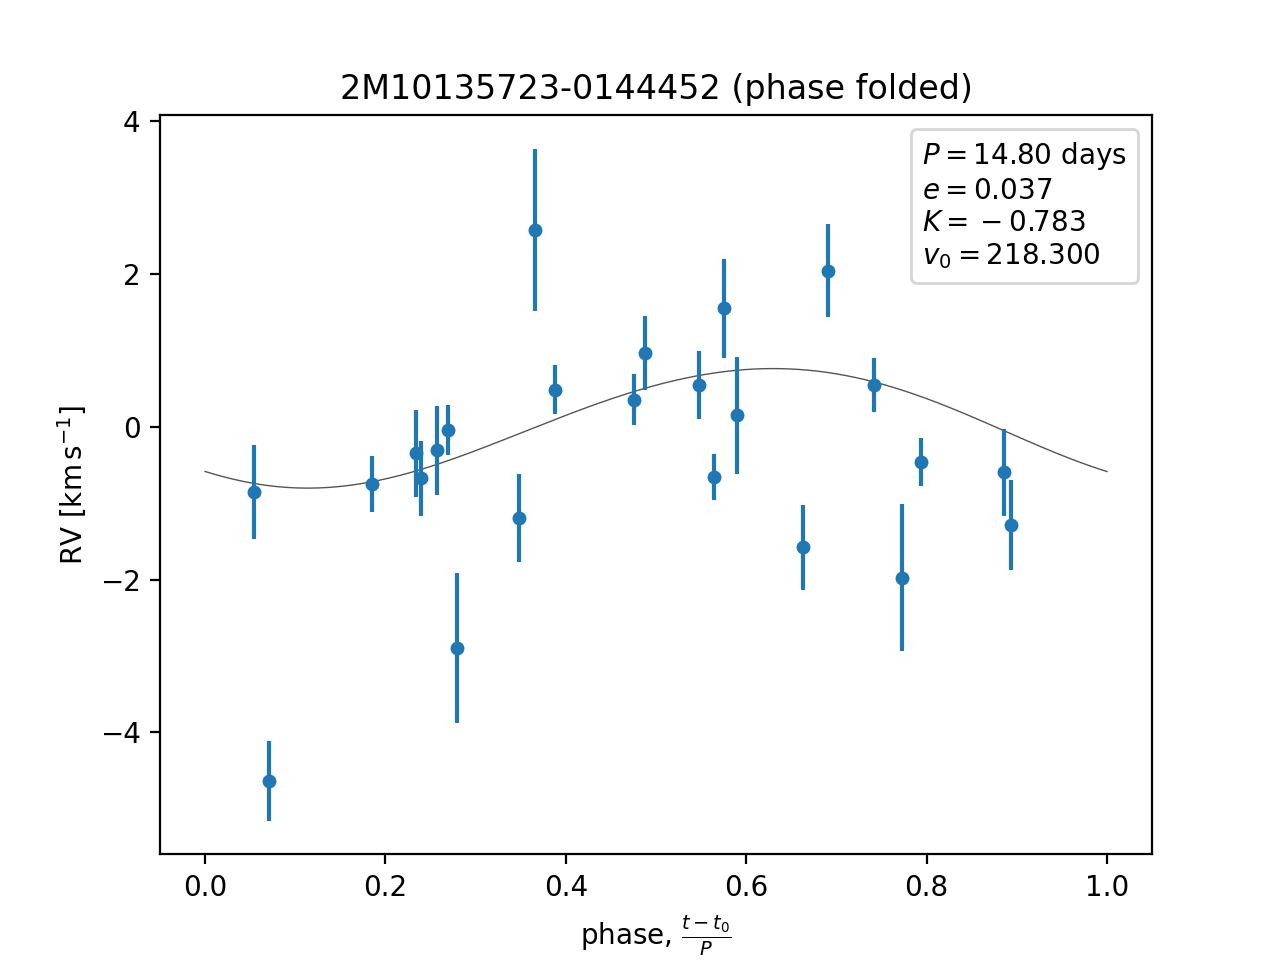 2M10135723-0144452 (phase folded)
P = 14.80 days
e = 0.037
K = −0.783
v₀ = 218.300
4
2
0
−2
−4
RV [km s⁻¹]
0.0 0.2 0.4 0.6 0.8 1.0
phase, (t − t₀)/P